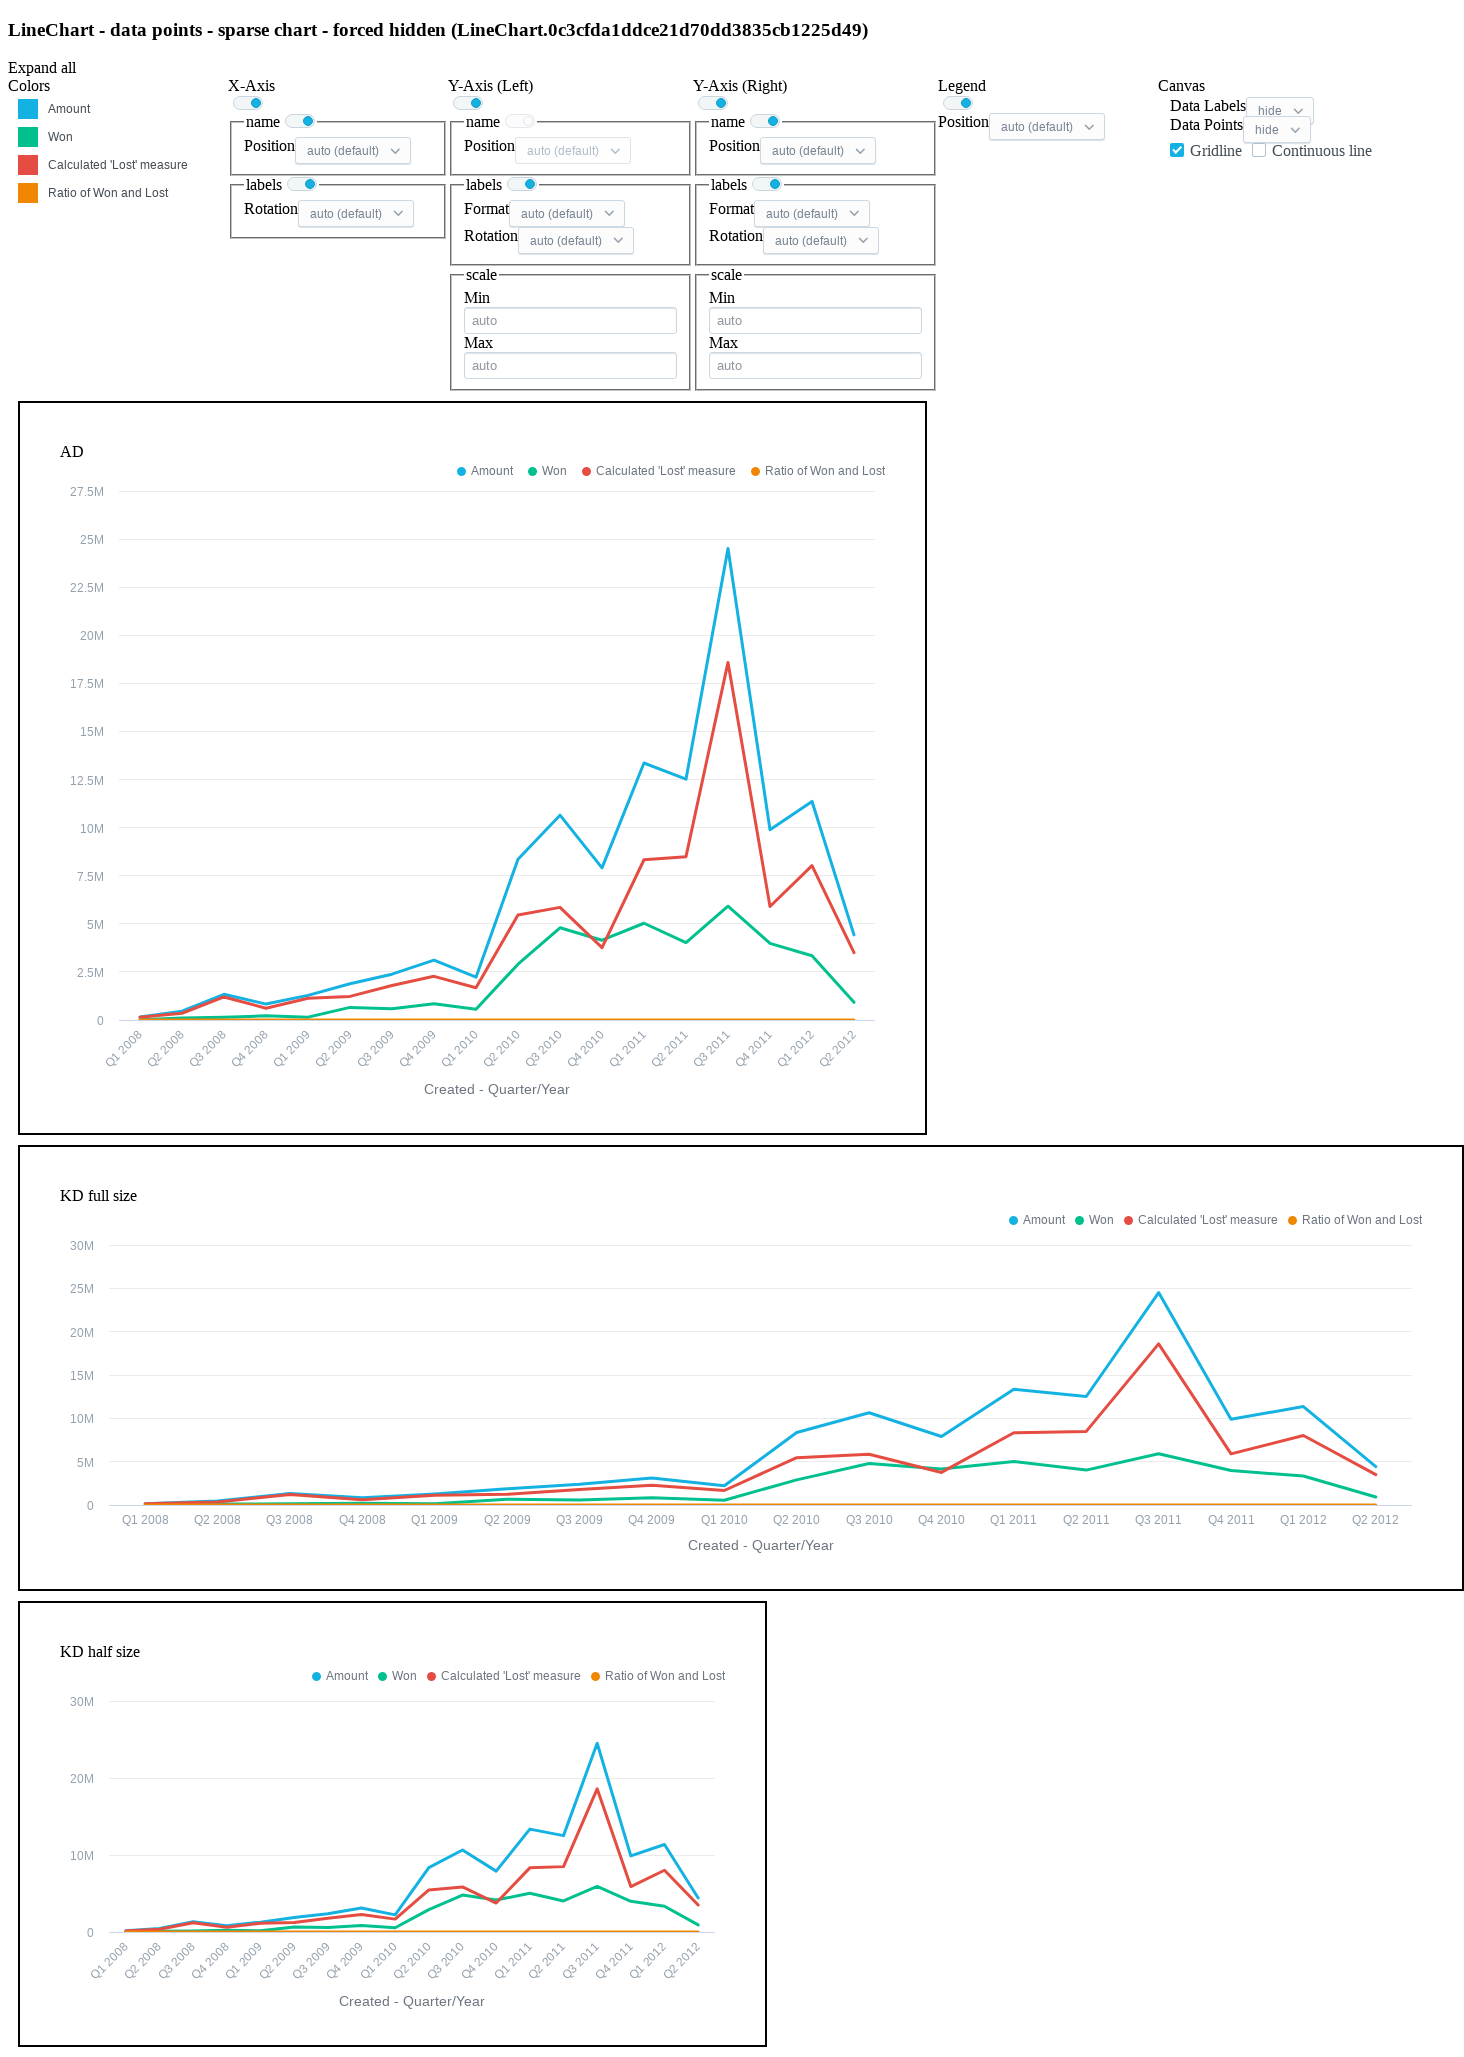 LineChart - data points - sparse chart - forced hidden (LineChart.0c3cfda1ddce21d70dd3835cb1225d49)
Expand all
Colors
Amount
Won
Calculated 'Lost' measure
Ratio of Won and Lost
X-Axis
name
Position auto (default)
labels
Rotation auto (default)
Y-Axis (Left)
name
Position auto (default)
labels
Format auto (default)
Rotation auto (default)
scale
Min
auto
Max
auto
Y-Axis (Right)
name
Position auto (default)
labels
Format auto (default)
Rotation auto (default)
scale
Min
auto
Max
auto
Legend
Position auto (default)
Canvas
Data Labels hide
Data Points hide
Gridline Continuous line
AD
Amount Won Calculated 'Lost' measure Ratio of Won and Lost
27.5M
25M
22.5M
20M
17.5M
15M
12.5M
10M
7.5M
5M
2.5M
0
Q1 2008 Q2 2008 Q3 2008 Q4 2008 Q1 2009 Q2 2009 Q3 2009 Q4 2009 Q1 2010 Q2 2010 Q3 2010 Q4 2010 Q1 2011 Q2 2011 Q3 2011 Q4 2011 Q1 2012 Q2 2012
Created - Quarter/Year
KD full size
Amount Won Calculated 'Lost' measure Ratio of Won and Lost
30M
25M
20M
15M
10M
5M
0
Q1 2008 Q2 2008 Q3 2008 Q4 2008 Q1 2009 Q2 2009 Q3 2009 Q4 2009 Q1 2010 Q2 2010 Q3 2010 Q4 2010 Q1 2011 Q2 2011 Q3 2011 Q4 2011 Q1 2012 Q2 2012
Created - Quarter/Year
KD half size
Amount Won Calculated 'Lost' measure Ratio of Won and Lost
30M
20M
10M
0
Q1 2008 Q2 2008 Q3 2008 Q4 2008 Q1 2009 Q2 2009 Q3 2009 Q4 2009 Q1 2010 Q2 2010 Q3 2010 Q4 2010 Q1 2011 Q2 2011 Q3 2011 Q4 2011 Q1 2012 Q2 2012
Created - Quarter/Year